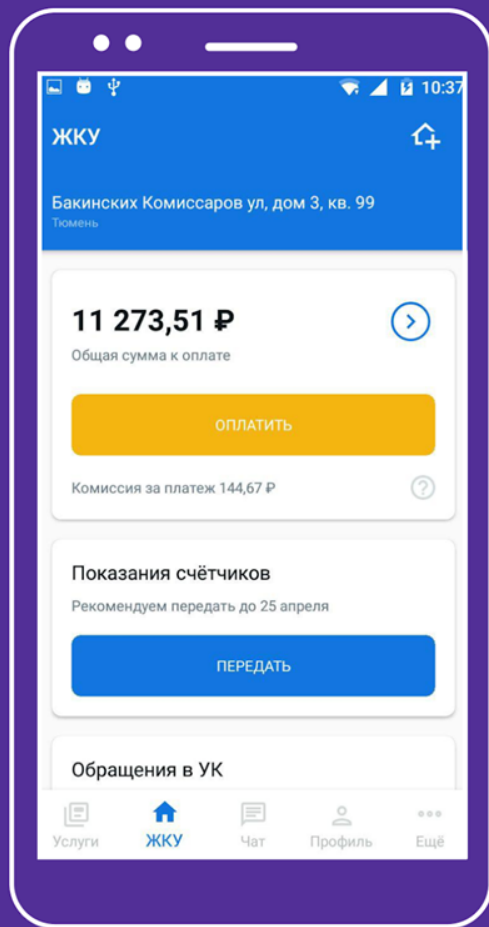 10:37
ЖКУ
Бакинских Комиссаров ул, дом 3, кв. 99
Тюмень
11 273,51 ₽
Общая сумма к оплате
ОПЛАТИТЬ
Комиссия за платеж 144,67 ₽
?
Показания счётчиков
Рекомендуем передать до 25 апреля
ПЕРЕДАТЬ
Обращения в УК
Услуги ЖКУ Чат Профиль Ещё